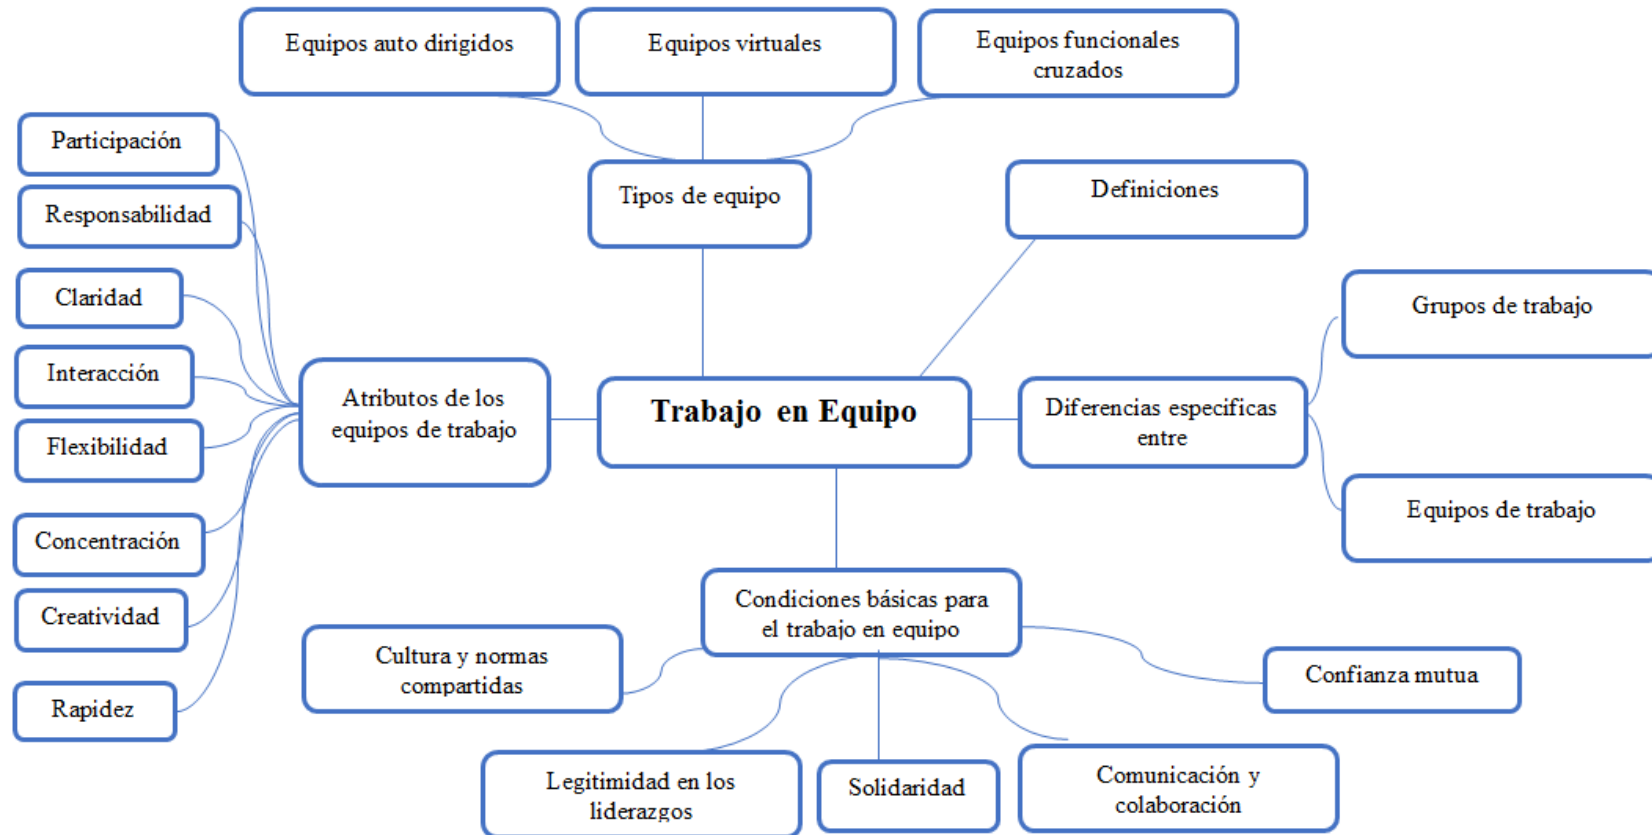 Equipos auto dirigidos
Equipos virtuales
Equipos funcionales
cruzados
Participación
Responsabilidad
Claridad
Interacción
Flexibilidad
Concentración
Creatividad
Rapidez
Tipos de equipo
Definiciones
Atributos de los
equipos de trabajo
Trabajo en Equipo
Diferencias especificas
entre
Grupos de trabajo
Equipos de trabajo
Condiciones básicas para
el trabajo en equipo
Cultura y normas
compartidas
Legitimidad en los
liderazgos
Solidaridad
Comunicación y
colaboración
Confianza mutua